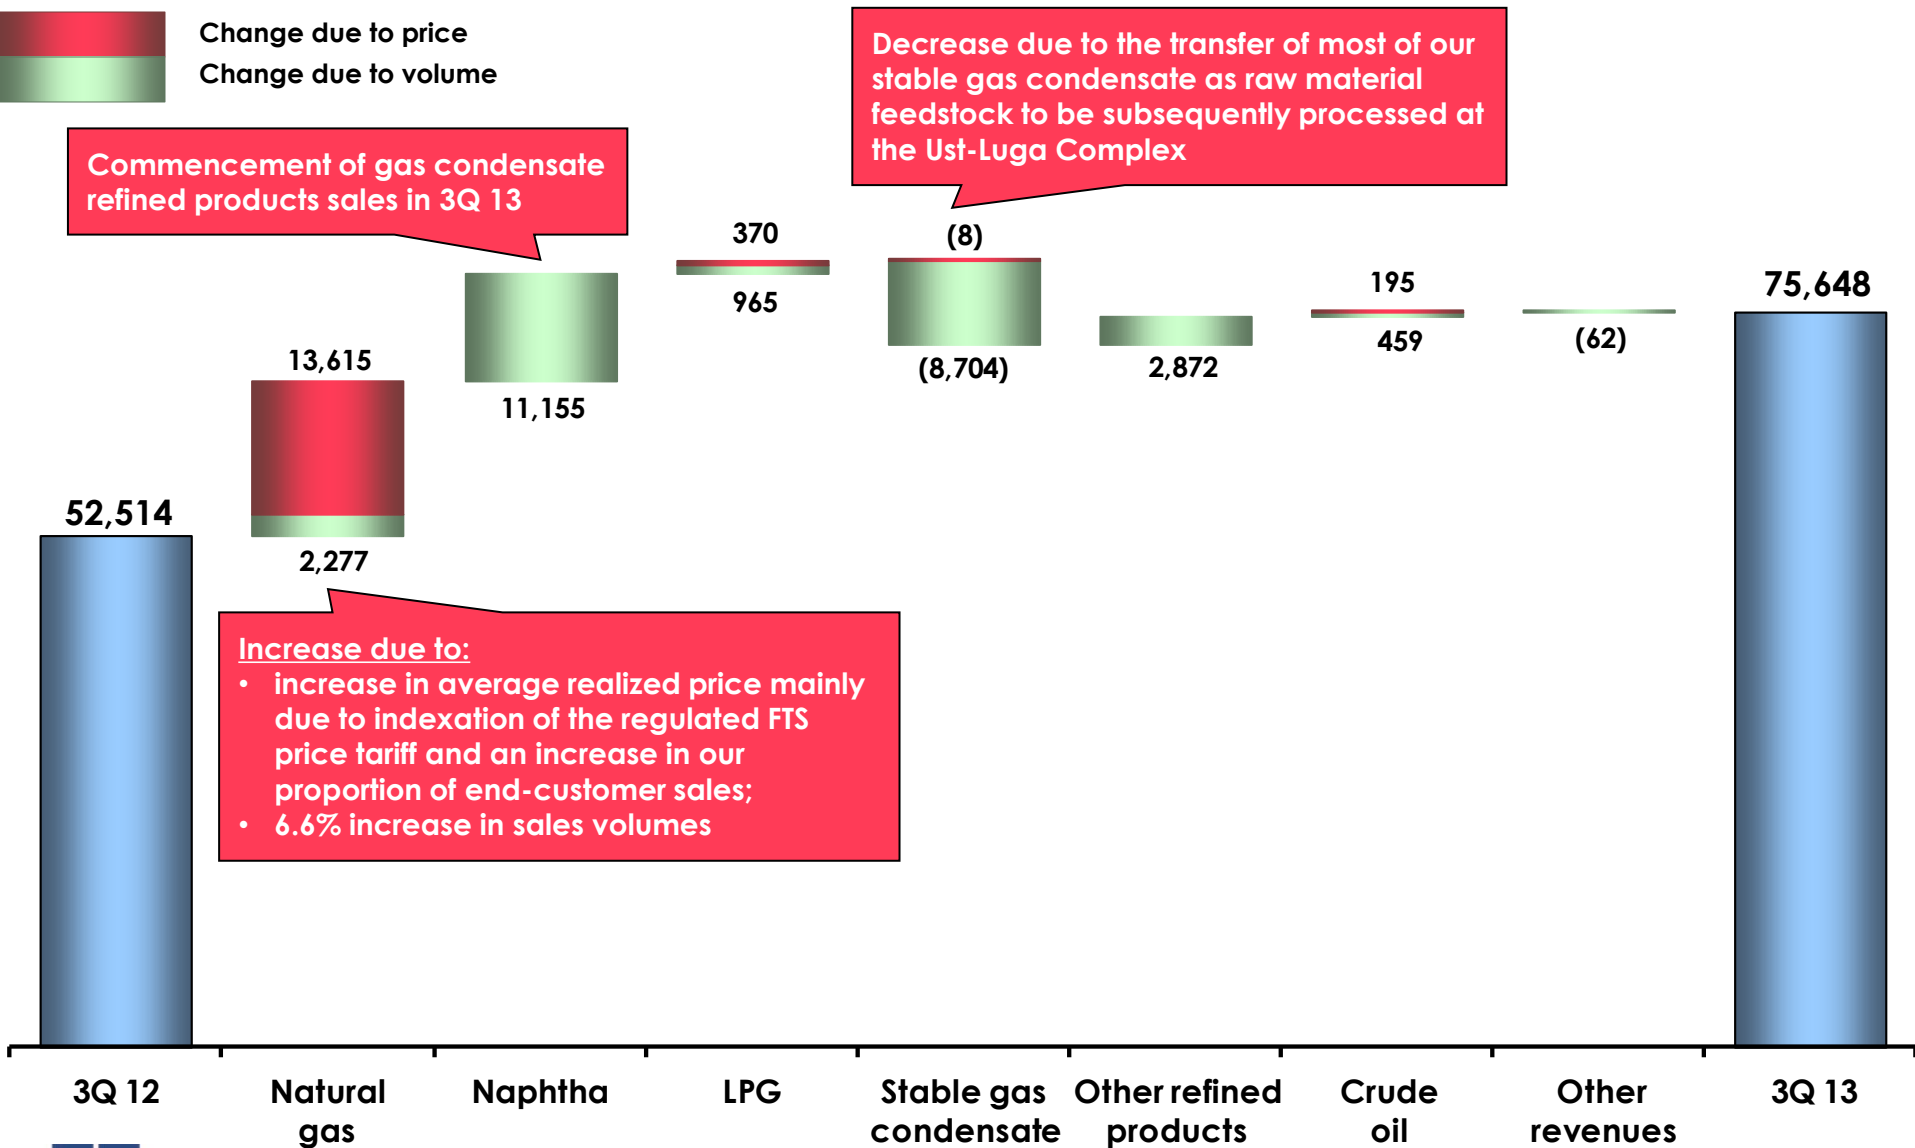 Change due to price
Change due to volume
Decrease due to the transfer of most of our
stable gas condensate as raw material
feedstock to be subsequently processed at
the Ust-Luga Complex
Commencement of gas condensate
refined products sales in 3Q 13
370
(8)
965
195
75,648
459
(62)
13,615
(8,704)
2,872
11,155
52,514
2,277
Increase due to:
• increase in average realized price mainly
due to indexation of the regulated FTS
price tariff and an increase in our
proportion of end-customer sales;
• 6.6% increase in sales volumes
3Q 12
Natural
gas
Naphtha
LPG
Stable gas
condensate
Other refined
products
Crude
oil
Other
revenues
3Q 13